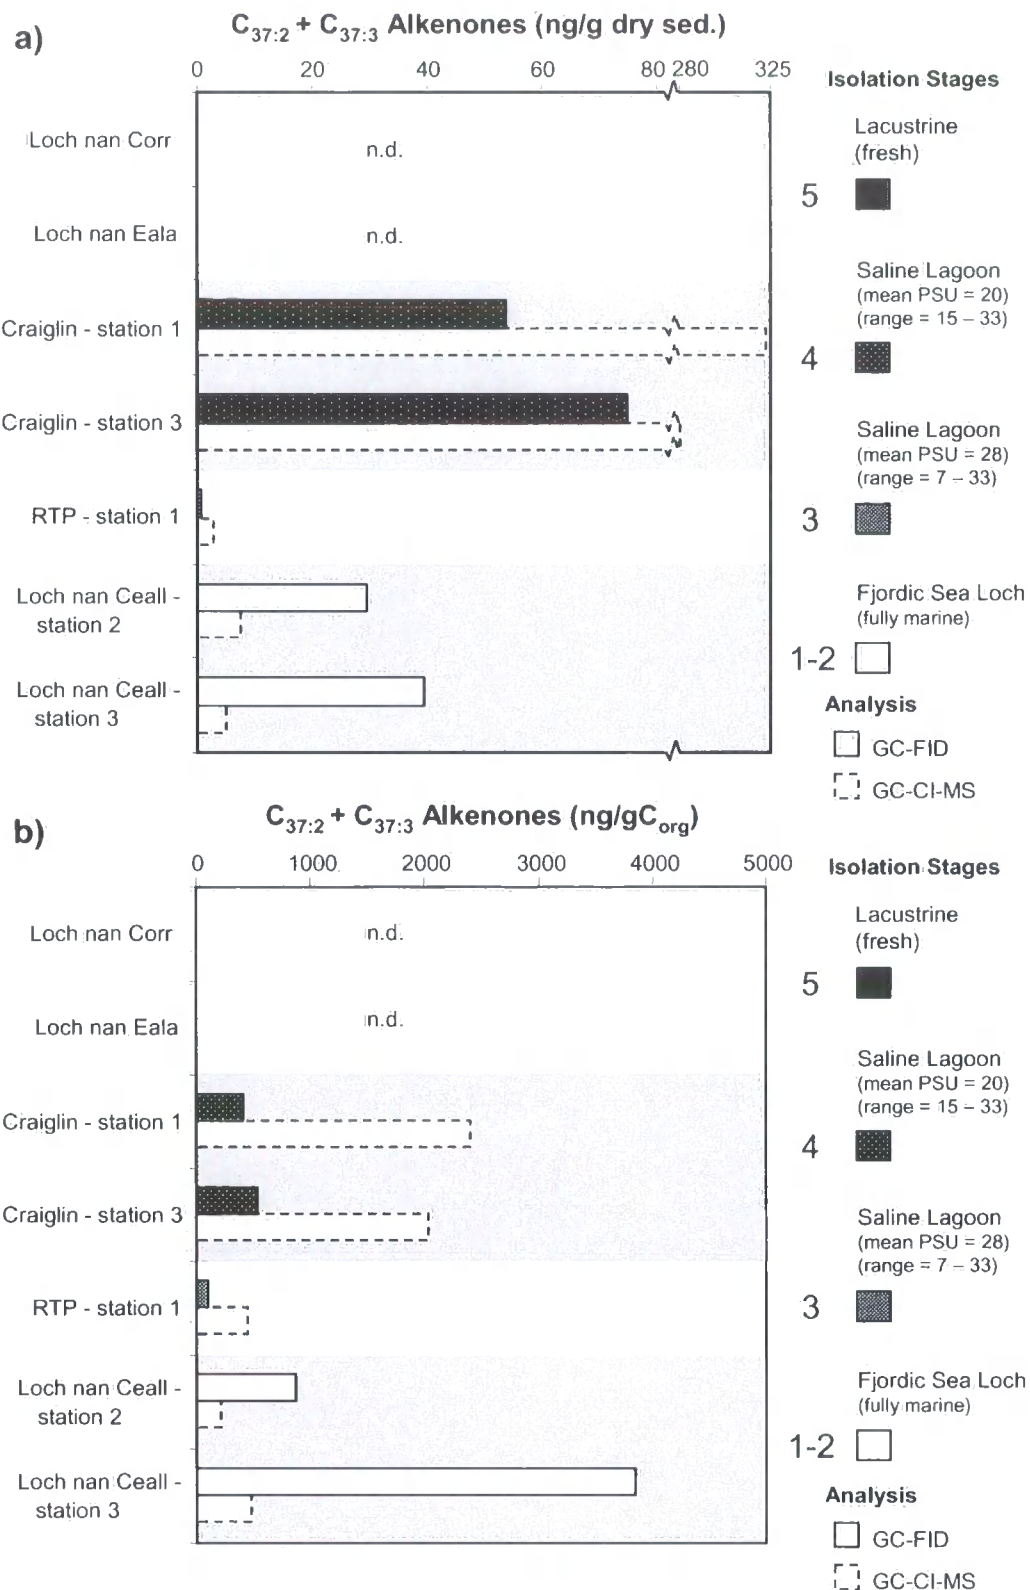 a)
C37:2 + C37:3 Alkenones (ng/g dry sed.)
0 20 40 60 80 280 325
Loch nan Corr
n.d.
Loch nan Eala
n.d.
Craiglin - station 1
Craiglin - station 3
RTP - station 1
Loch nan Ceall -
station 2
Loch nan Ceall -
station 3
Isolation Stages
Lacustrine
(fresh)
5
Saline Lagoon
(mean PSU = 20)
(range = 15 – 33)
4
Saline Lagoon
(mean PSU = 28)
(range = 7 – 33)
3
Fjordic Sea Loch
(fully marine)
1-2
Analysis
GC-FID
GC-CI-MS
b)
C37:2 + C37:3 Alkenones (ng/gCorg)
0 1000 2000 3000 4000 5000
Loch nan Corr
n.d.
Loch nan Eala
n.d.
Craiglin - station 1
Craiglin - station 3
RTP - station 1
Loch nan Ceall -
station 2
Loch nan Ceall -
station 3
Isolation Stages
Lacustrine
(fresh)
5
Saline Lagoon
(mean PSU = 20)
(range = 15 – 33)
4
Saline Lagoon
(mean PSU = 28)
(range = 7 – 33)
3
Fjordic Sea Loch
(fully marine)
1-2
Analysis
GC-FID
GC-CI-MS